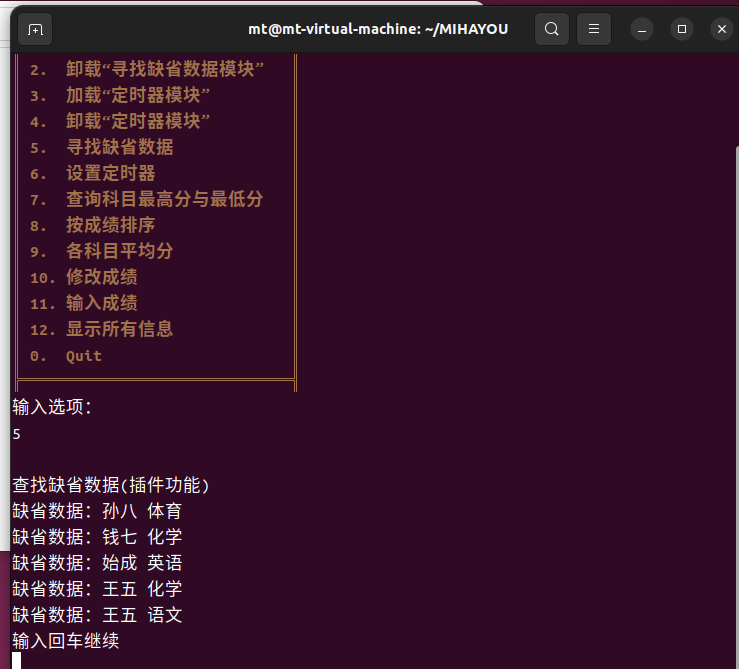 mt@mt-virtual-machine: ~/MIHAYOU
2. 卸载“寻找缺省数据模块”
3. 加载“定时器模块”
4. 卸载“定时器模块”
5. 寻找缺省数据
6. 设置定时器
7. 查询科目最高分与最低分
8. 按成绩排序
9. 各科目平均分
10. 修改成绩
11. 输入成绩
12. 显示所有信息
0. Quit
输入选项：
5
查找缺省数据(插件功能)
缺省数据：孙八 体育
缺省数据：钱七 化学
缺省数据：始成 英语
缺省数据：王五 化学
缺省数据：王五 语文
输入回车继续